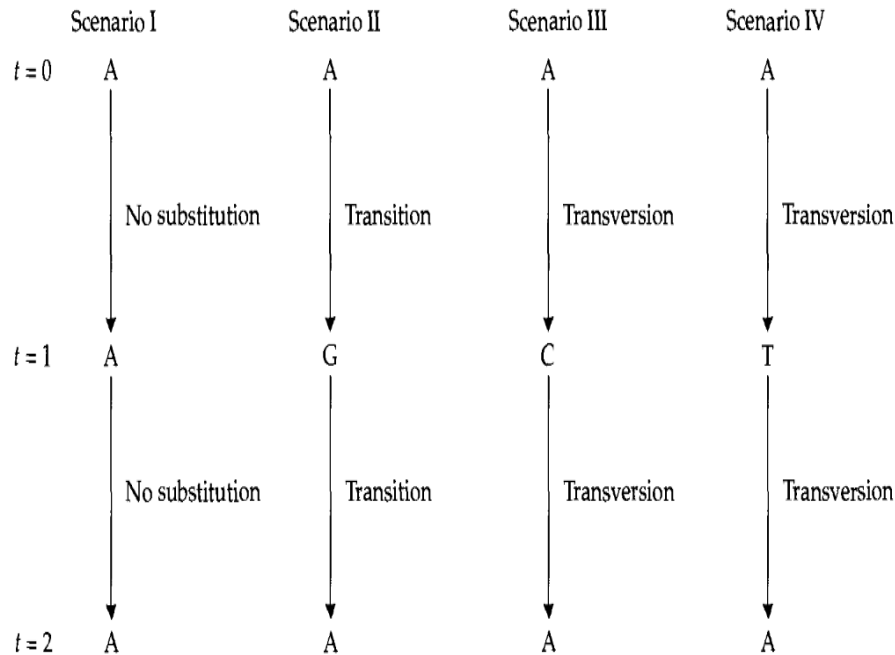 Scenario I Scenario II Scenario III Scenario IV
t = 0 A A A A
No substitution Transition Transversion Transversion
t = 1 A G C T
No substitution Transition Transversion Transversion
t = 2 A A A A